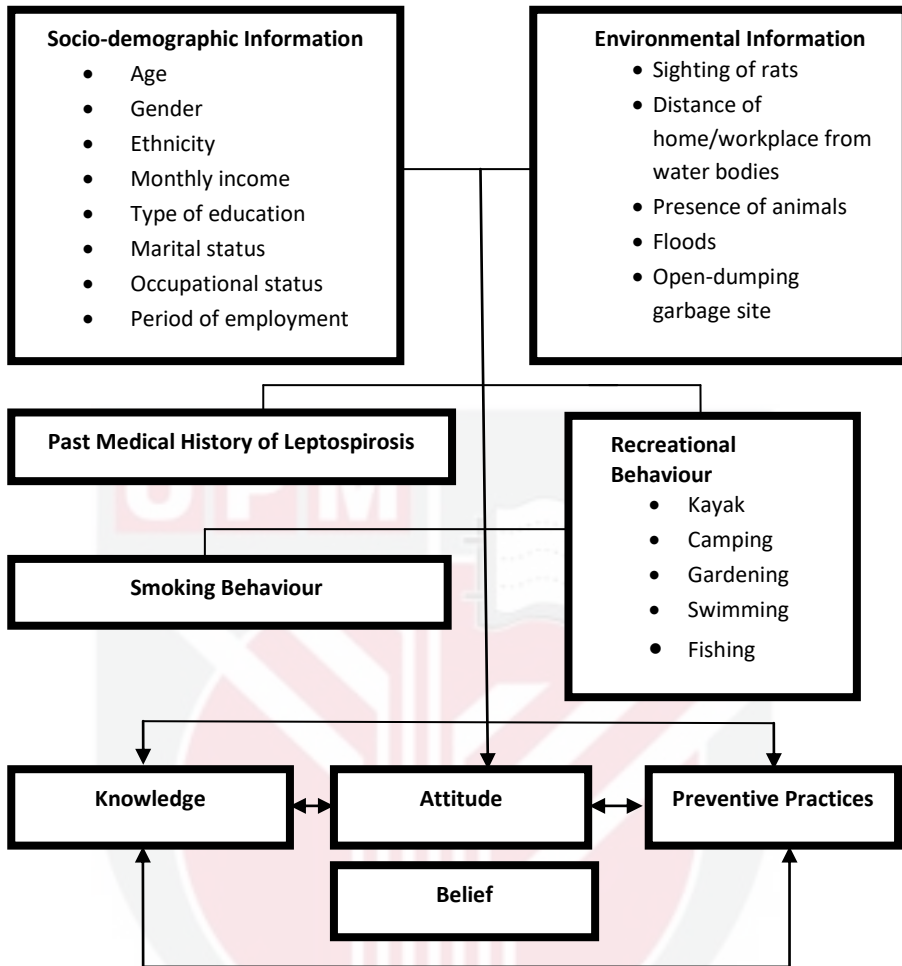 Socio-demographic Information
• Age
• Gender
• Ethnicity
• Monthly income
• Type of education
• Marital status
• Occupational status
• Period of employment
Environmental Information
• Sighting of rats
• Distance of
home/workplace from
water bodies
• Presence of animals
• Floods
• Open-dumping
garbage site
Past Medical History of Leptospirosis
Recreational
Behaviour
• Kayak
• Camping
• Gardening
• Swimming
• Fishing
UPM
Smoking Behaviour
Knowledge
Attitude
Preventive Practices
Belief